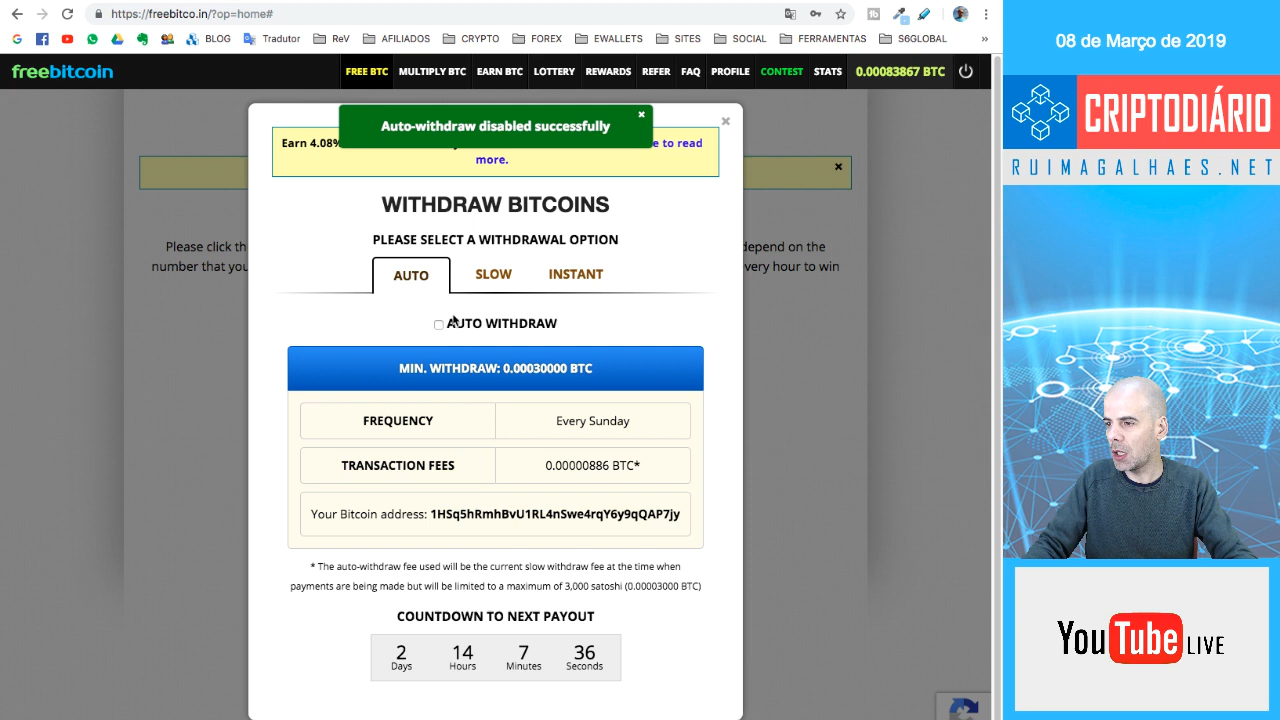 https://freebitco.in/?op=home#
BLOG
Tradutor
ReV
AFILIADOS
CRYPTO
FOREX
EWALLETS
SITES
SOCIAL
FERRAMENTAS
S6GLOBAL
»
freebitcoin
FREE BTC
MULTIPLY BTC
EARN BTC
LOTTERY
REWARDS
REFER
FAQ
PROFILE
CONTEST
STATS
0.00083867 BTC
Auto-withdraw disabled successfully
Earn 4.08%
e to read
more.
WITHDRAW BITCOINS
PLEASE SELECT A WITHDRAWAL OPTION
AUTO
SLOW
INSTANT
AUTO WITHDRAW
MIN. WITHDRAW: 0.00030000 BTC
FREQUENCY
Every Sunday
TRANSACTION FEES
0.00000886 BTC*
Your Bitcoin address: 1HSq5hRmhBvU1RL4nSwe4rqY6y9qQAP7jy
* The auto-withdraw fee used will be the current slow withdraw fee at the time when
payments are being made but will be limited to a maximum of 3,000 satoshi (0.00003000 BTC)
COUNTDOWN TO NEXT PAYOUT
2 14 7 36
Days Hours Minutes Seconds
Please click th
number that you
depend on the
every hour to win
08 de Março de 2019
CRIPTODIÁRIO
RUIMAGALHAES.NET
YouTube LIVE